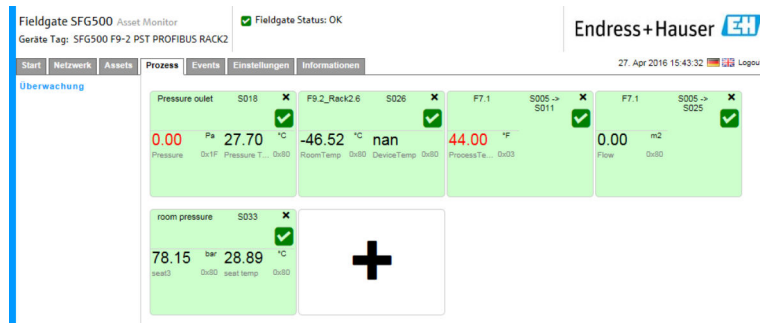 Fieldgate SFG500 Asset Monitor
Fieldgate Status: OK
Geräte Tag: SFG500 F9-2 PST PROFIBUS RACK2
Endress+Hauser EH
Start Netzwerk Assets Prozess Events Einstellungen Informationen
27. Apr 2016 15:43:32 Logou
Überwachung
Pressure oulet S018
0.00 Pa 27.70 °C
Pressure 0x1F Pressure T... 0x80
F9.2_Rack2.6 S026
-46.52 °C nan
RoomTemp 0x80 DeviceTemp 0x80
F7.1 S005 -> S011
44.00 °F
ProcessTe... 0x03
F7.1 S005 -> S025
0.00 m2
Flow 0x80
room pressure S033
78.15 bar 28.89 °C
seat3 0x80 seat temp 0x80